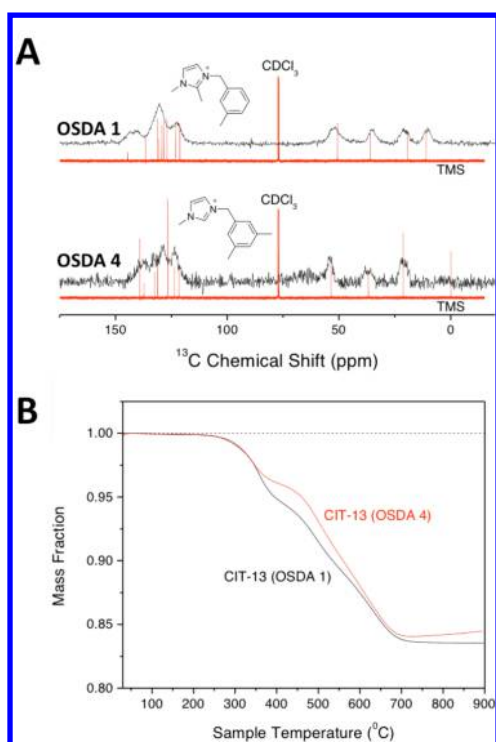 A
CDCl₃
OSDA 1
TMS
CDCl₃
OSDA 4
TMS
150 100 50 0
¹³C Chemical Shift (ppm)
B
1.00
0.95
0.90
0.85
0.80
Mass Fraction
CIT-13 (OSDA 4)
CIT-13 (OSDA 1)
100 200 300 400 500 600 700 800 900
Sample Temperature (⁰C)